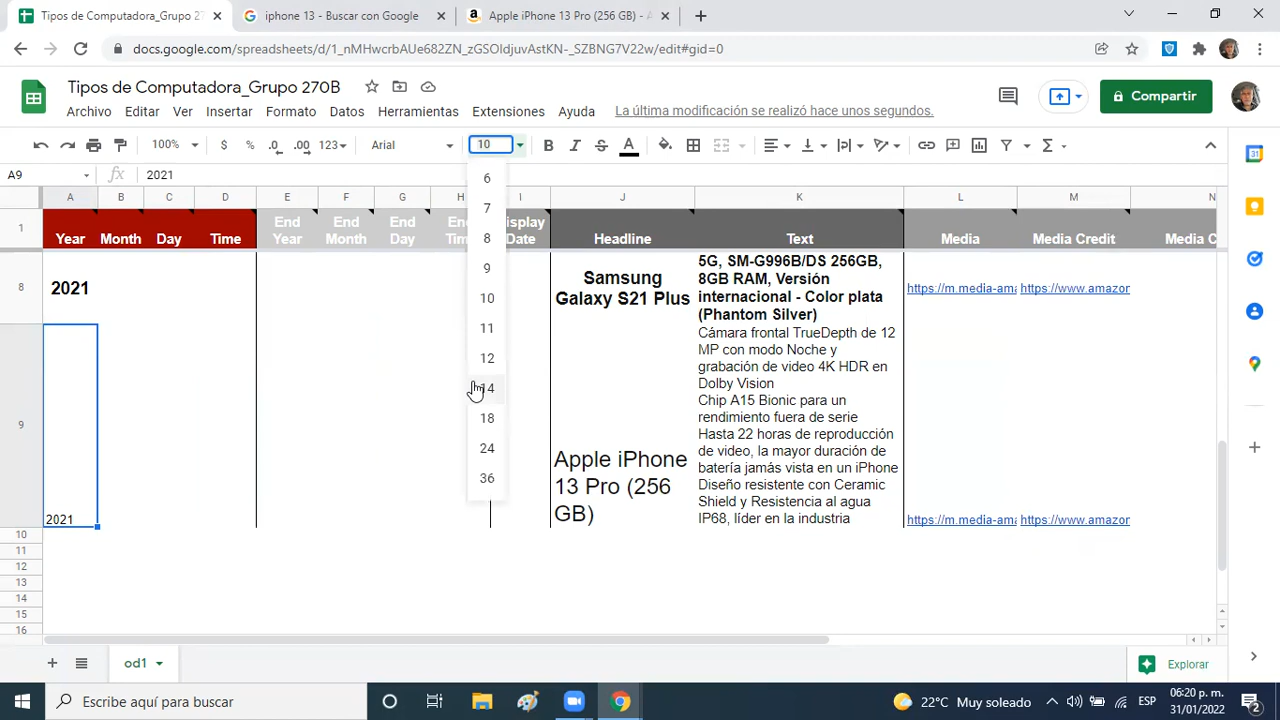 Tipos de Computadora_Grupo 27
iphone 13 - Buscar con Google
Apple iPhone 13 Pro (256 GB) - A
docs.google.com/spreadsheets/d/1_nMHwcrbAUe682ZN_zGSOldjuvAstKN-_SZBNG7V22w/edit#gid=0
Tipos de Computadora_Grupo 270B
Archivo Editar Ver Insertar Formato Datos Herramientas Extensiones Ayuda La última modificación se realizó hace unos segundos.
Compartir
100% $ % .0 .00 123 Arial 10 B I S A
A9 fx 2021
A B C D E F G H I J K L M N
1 Year Month Day Time End Year End Month End Day End Tim isplay Date Headline Text Media Media Credit Media C
8 2021 Samsung Galaxy S21 Plus
5G, SM-G996B/DS 256GB,
8GB RAM, Versión
internacional - Color plata
(Phantom Silver)
https://m.media-ama https://www.amazon
9 2021
Apple iPhone
13 Pro (256
GB)
Cámara frontal TrueDepth de 12
MP con modo Noche y
grabación de video 4K HDR en
Dolby Vision
Chip A15 Bionic para un
rendimiento fuera de serie
Hasta 22 horas de reproducción
de video, la mayor duración de
batería jamás vista en un iPhone
Diseño resistente con Ceramic
Shield y Resistencia al agua
IP68, líder en la industria
https://m.media-ama https://www.amazon
6
7
8
9
10
11
12
14
18
24
36
10
11
12
13
14
15
16
od1
Explorar
Escribe aquí para buscar
22°C Muy soleado
ESP
06:20 p. m.
31/01/2022
2
31